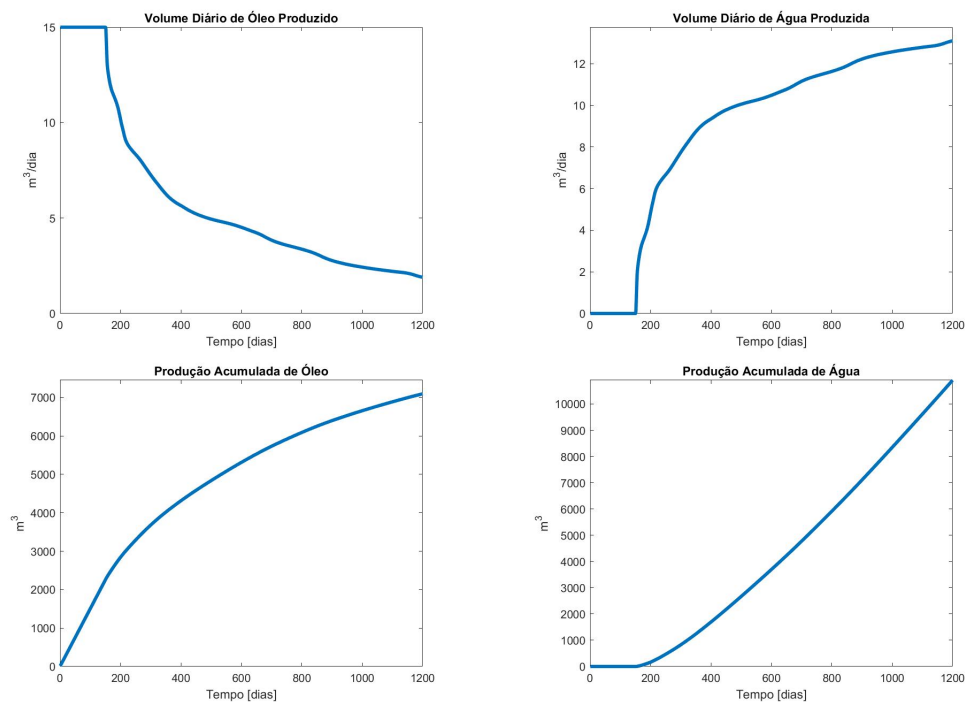 Volume Diário de Óleo Produzido
15
10
5
0
m³/dia
0 200 400 600 800 1000 1200
Tempo [dias]
Volume Diário de Água Produzida
12
10
8
6
4
2
0
m³/dia
0 200 400 600 800 1000 1200
Tempo [dias]
Produção Acumulada de Óleo
7000
6000
5000
4000
3000
2000
1000
0
m³
0 200 400 600 800 1000 1200
Tempo [dias]
Produção Acumulada de Água
10000
9000
8000
7000
6000
5000
4000
3000
2000
1000
0
m³
0 200 400 600 800 1000 1200
Tempo [dias]